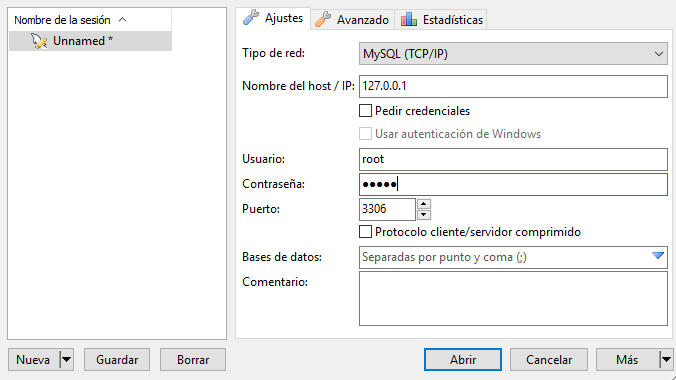 Nombre de la sesión
Unnamed *
Ajustes Avanzado Estadísticas
Tipo de red: MySQL (TCP/IP)
Nombre del host / IP: 127.0.0.1
Pedir credenciales
Usar autenticación de Windows
Usuario: root
Contraseña: ●●●●●
Puerto: 3306
Protocolo cliente/servidor comprimido
Bases de datos: Separadas por punto y coma (;)
Comentario:
Nueva Guardar Borrar Abrir Cancelar Más